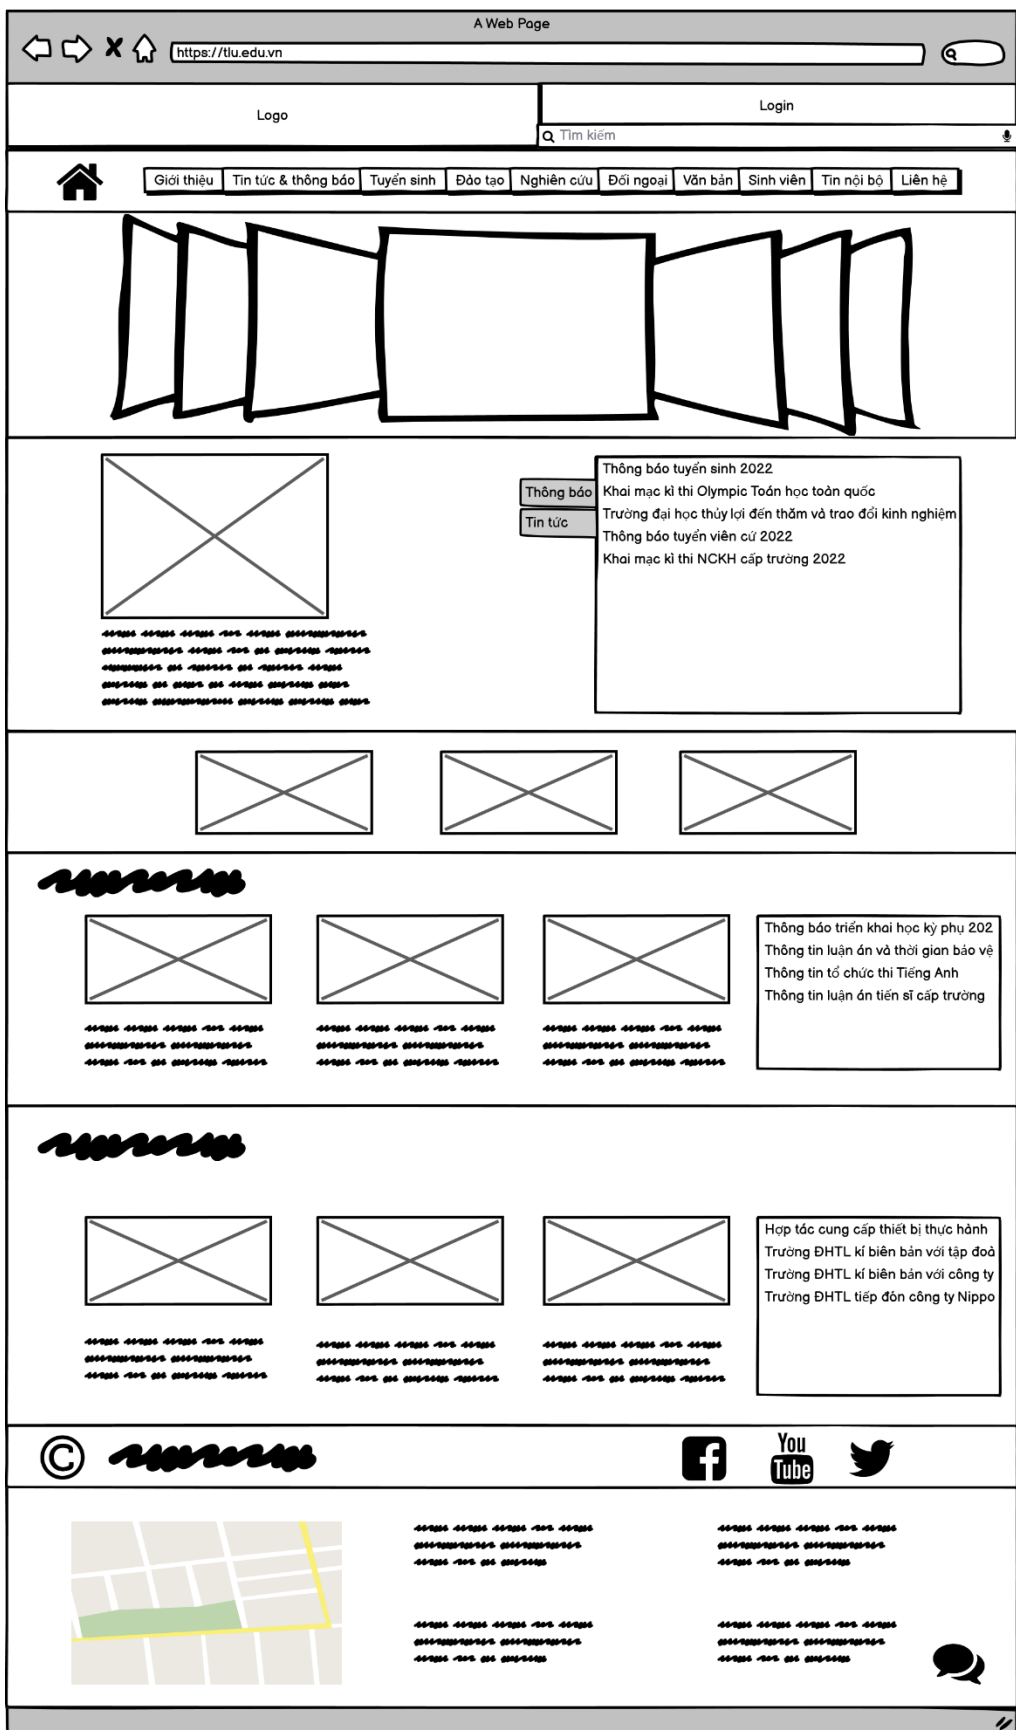 A Web Page
https://tlu.edu.vn
Logo
Login
Tìm kiếm
Giới thiệu Tin tức & thông báo Tuyển sinh Đào tạo Nghiên cứu Đối ngoại Văn bản Sinh viên Tin nội bộ Liên hệ
Thông báo
Tin tức
Thông báo tuyển sinh 2022
Khai mạc kì thi Olympic Toán học toàn quốc
Trường đại học thủy lợi đến thăm và trao đổi kinh nghiệm
Thông báo tuyển viên cứ 2022
Khai mạc kì thi NCKH cấp trường 2022
Thông báo triển khai học kỳ phụ 202
Thông tin luận án và thời gian bảo vệ
Thông tin tổ chức thi Tiếng Anh
Thông tin luận án tiến sĩ cấp trường
Hợp tác cung cấp thiết bị thực hành
Trường ĐHTL kí biên bản với tập đoà
Trường ĐHTL kí biên bản với công ty
Trường ĐHTL tiếp đón công ty Nippo
©
You
Tube